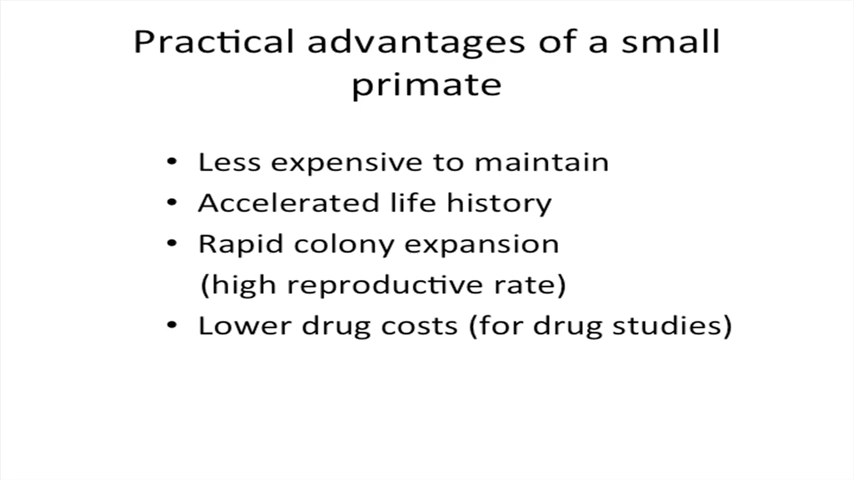 Practical advantages of a small
primate
• Less expensive to maintain
• Accelerated life history
• Rapid colony expansion
(high reproductive rate)
• Lower drug costs (for drug studies)